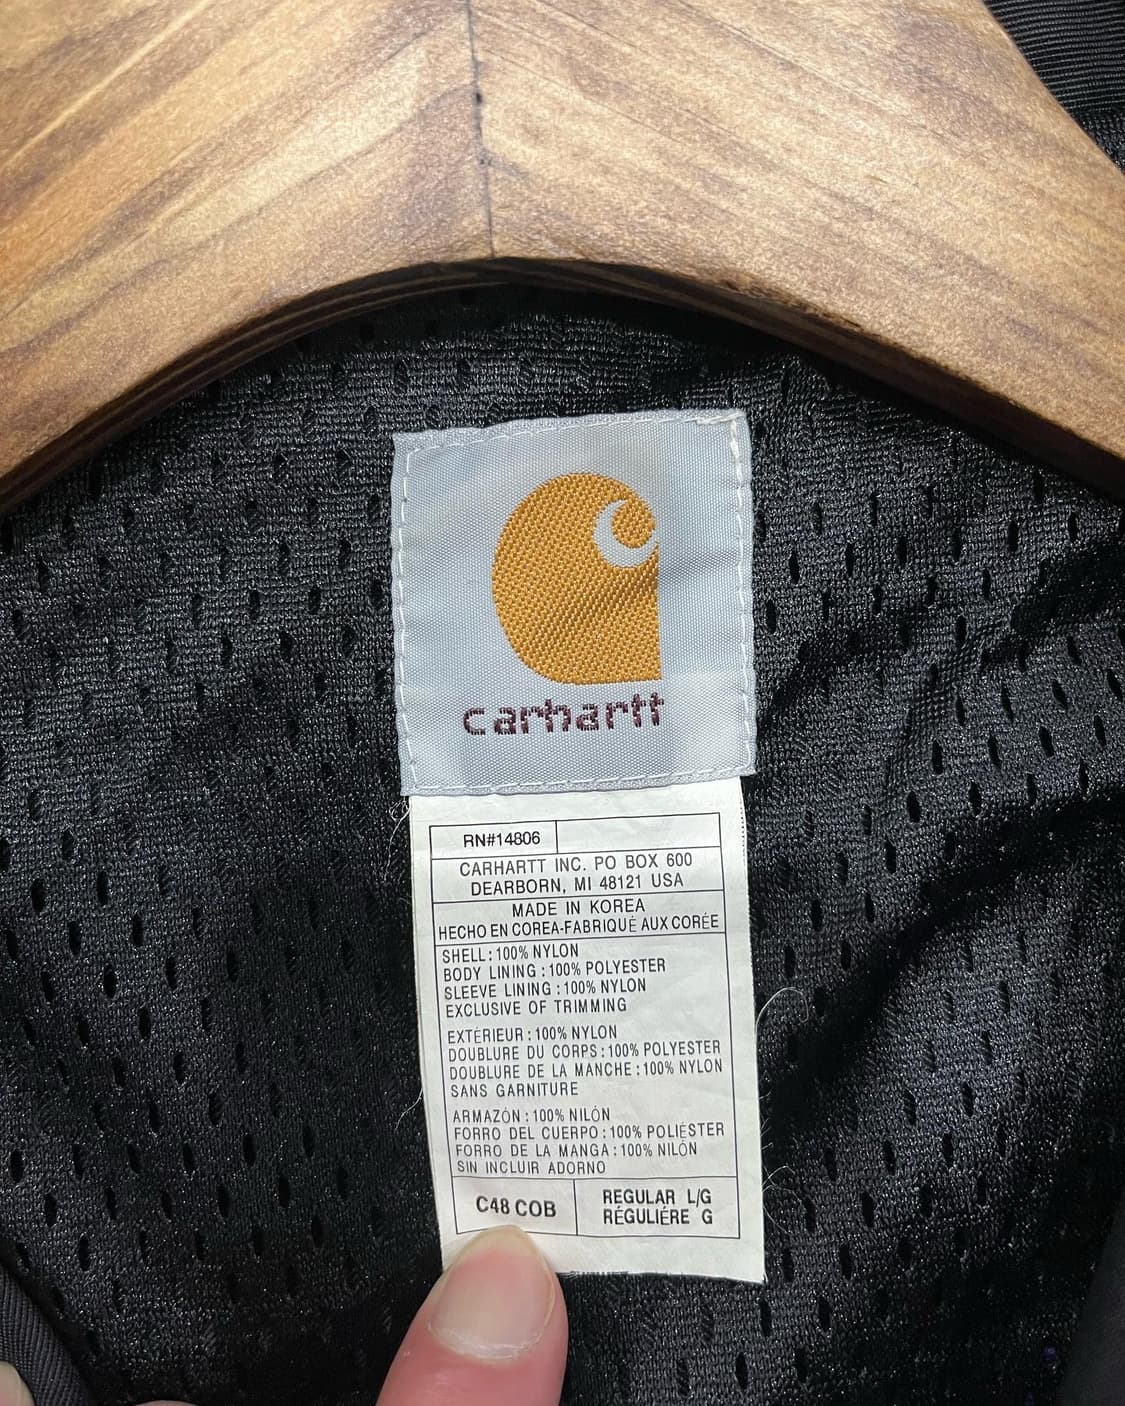 carhartt
RN#14806
CARHARTT INC. PO BOX 600
DEARBORN, MI 48121 USA
MADE IN KOREA
HECHO EN COREA-FABRIQUÉ AUX CORÉE
SHELL: 100% NYLON
BODY LINING: 100% POLYESTER
SLEEVE LINING: 100% NYLON
EXCLUSIVE OF TRIMMING
EXTÉRIEUR: 100% NYLON
DOUBLURE DU CORPS: 100% POLYESTER
DOUBLURE DE LA MANCHE: 100% NYLON
SANS GARNITURE
ARMAZÓN: 100% NILÓN
FORRO DEL CUERPO: 100% POLIÉSTER
FORRO DE LA MANGA: 100% NILÓN
SIN INCLUIR ADORNO
C48 COB
REGULAR L/G
RÉGULIÉRE G